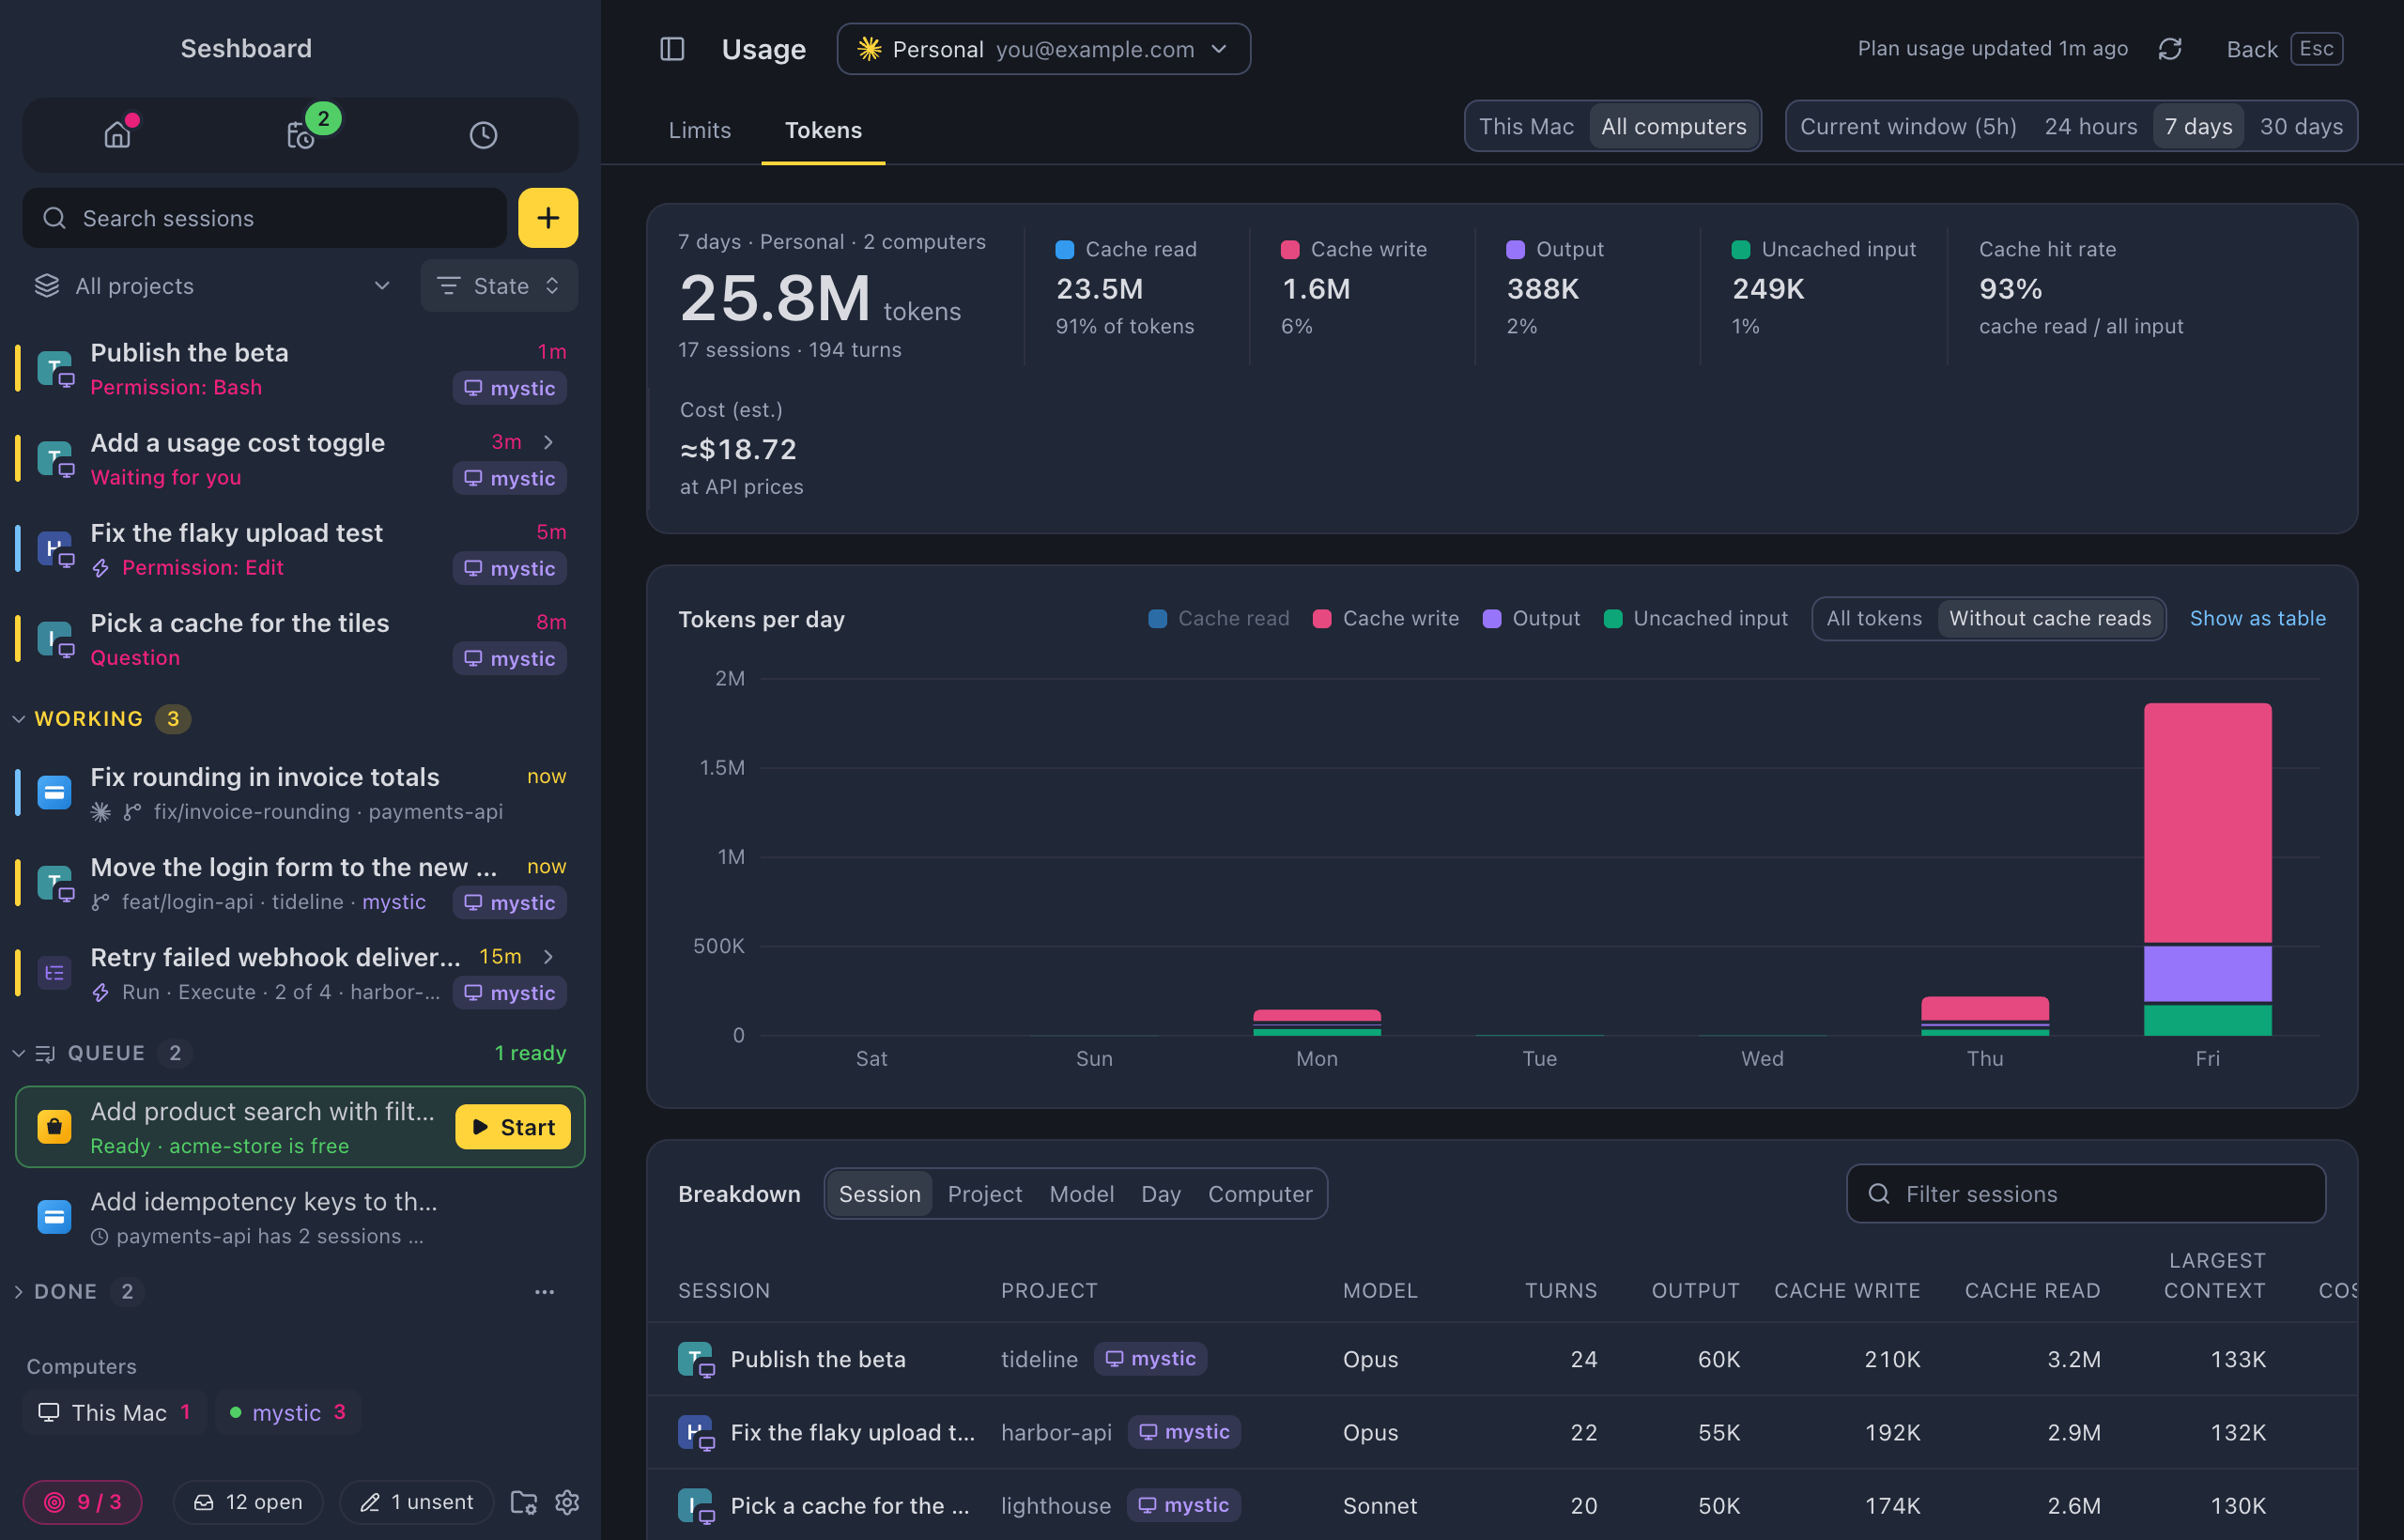 Seshboard
2
Search sessions
All projects
State
Publish the beta
1m
Permission: Bash
mystic
Add a usage cost toggle
3m
Waiting for you
mystic
Fix the flaky upload test
5m
Permission: Edit
mystic
Pick a cache for the tiles
8m
Question
mystic
WORKING 3
Fix rounding in invoice totals
now
fix/invoice-rounding · payments-api
Move the login form to the new ...
now
feat/login-api · tideline · mystic
mystic
Retry failed webhook deliver...
15m
Run · Execute · 2 of 4 · harbor-...
mystic
QUEUE 2
1 ready
Add product search with filt...
Ready · acme-store is free
Start
Add idempotency keys to th...
payments-api has 2 sessions ...
DONE 2
Computers
This Mac 1
mystic 3
9 / 3
12 open
1 unsent
Usage
Personal you@example.com
Plan usage updated 1m ago
Back Esc
Limits
Tokens
This Mac All computers
Current window (5h) 24 hours 7 days 30 days
7 days · Personal · 2 computers
25.8M tokens
17 sessions · 194 turns
Cache read
23.5M
91% of tokens
Cache write
1.6M
6%
Output
388K
2%
Uncached input
249K
1%
Cache hit rate
93%
cache read / all input
Cost (est.)
≈$18.72
at API prices
Tokens per day
Cache read Cache write Output Uncached input
All tokens Without cache reads
Show as table
2M
1.5M
1M
500K
0
Sat Sun Mon Tue Wed Thu Fri
Breakdown
Session Project Model Day Computer
Filter sessions
SESSION PROJECT MODEL TURNS OUTPUT CACHE WRITE CACHE READ LARGEST CONTEXT COS
T Publish the beta tideline mystic Opus 24 60K 210K 3.2M 133K
H Fix the flaky upload t... harbor-api mystic Opus 22 55K 192K 2.9M 132K
I Pick a cache for the ... lighthouse mystic Sonnet 20 50K 174K 2.6M 130K